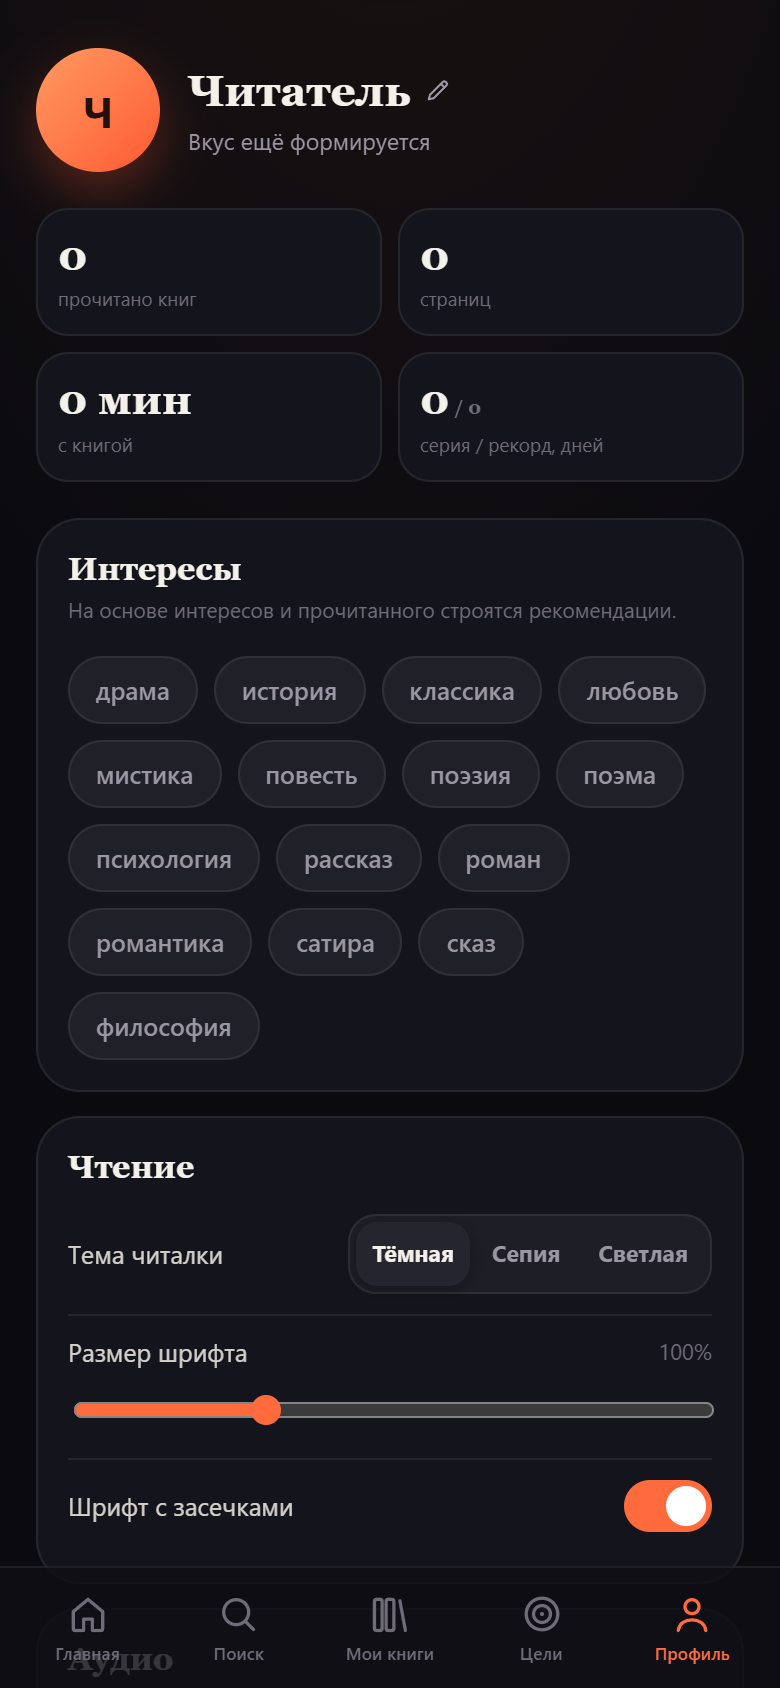 Ч
Читатель
Вкус ещё формируется
0
прочитано книг
0
страниц
0 мин
с книгой
0 / 0
серия / рекорд, дней
Интересы
На основе интересов и прочитанного строятся рекомендации.
драма история классика любовь
мистика повесть поэзия поэма
психология рассказ роман
романтика сатира сказ
философия
Чтение
Тема читалки Тёмная Сепия Светлая
Размер шрифта 100%
Шрифт с засечками
Аудио
Главная Поиск Мои книги Цели Профиль